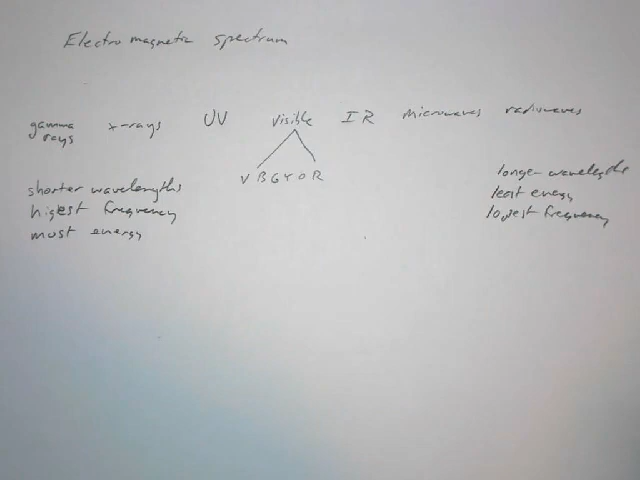 Electromagnetic spectrum
gamma rays x-rays UV visible IR microwaves radiowaves
V B G Y O R
shorter wavelengths
higest frequency
most energy
longer wavelengths
least energy
lowest frequency